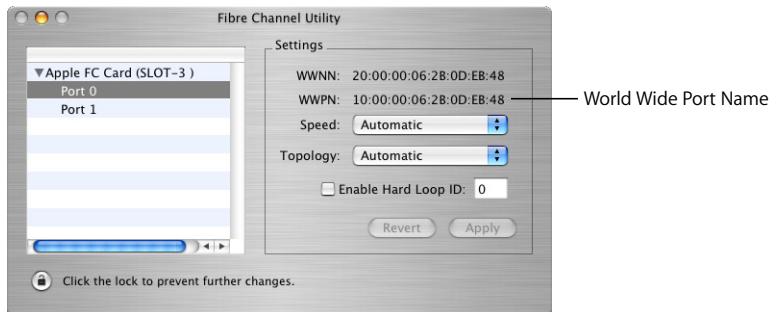 Fibre Channel Utility
Settings
Apple FC Card (SLOT-3 )
Port 0
Port 1
WWNN: 20:00:00:06:2B:0D:EB:48
WWPN: 10:00:00:06:2B:0D:EB:48
World Wide Port Name
Speed: Automatic
Topology: Automatic
Enable Hard Loop ID: 0
Revert Apply
Click the lock to prevent further changes.